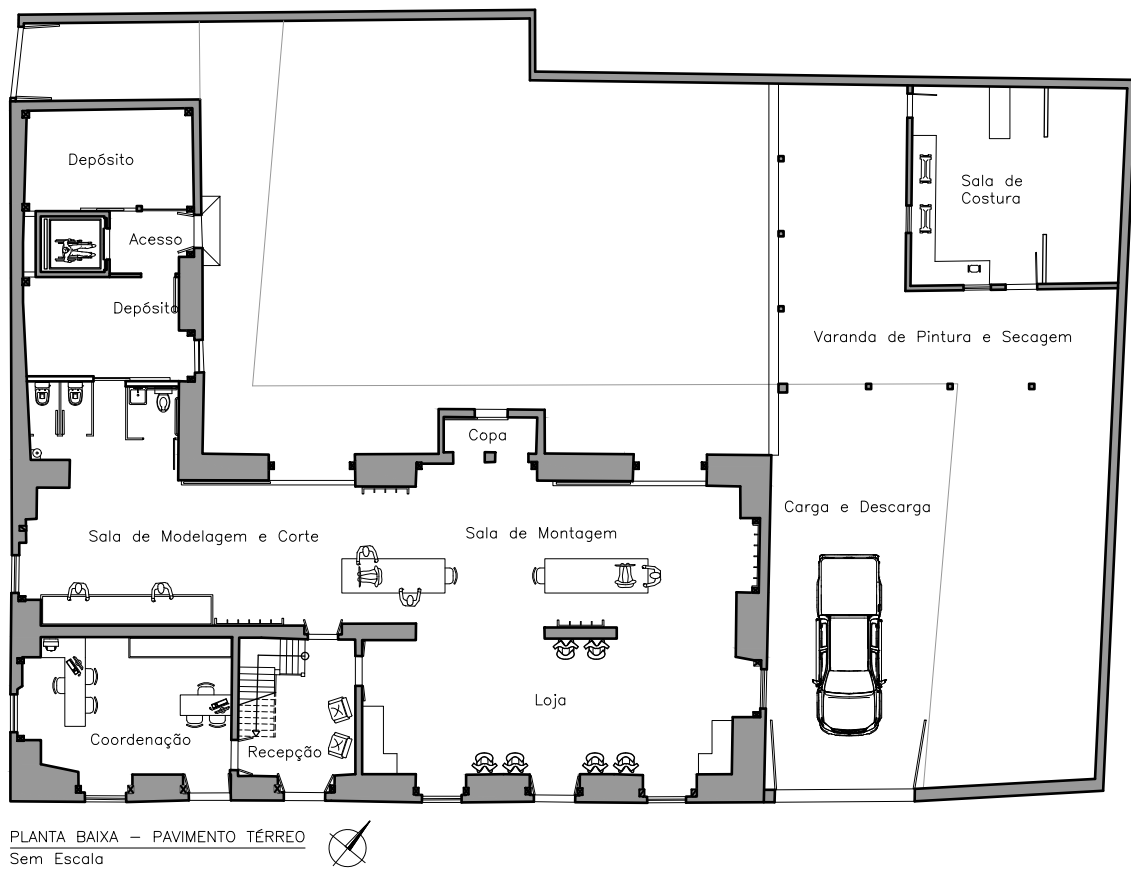 Depósito
Sala de
Costura
Acesso
Depósito
Varanda de Pintura e Secagem
Copa
Carga e Descarga
Sala de Modelagem e Corte
Sala de Montagem
Loja
Coordenação
Recepção
PLANTA BAIXA – PAVIMENTO TÉRREO
Sem Escala